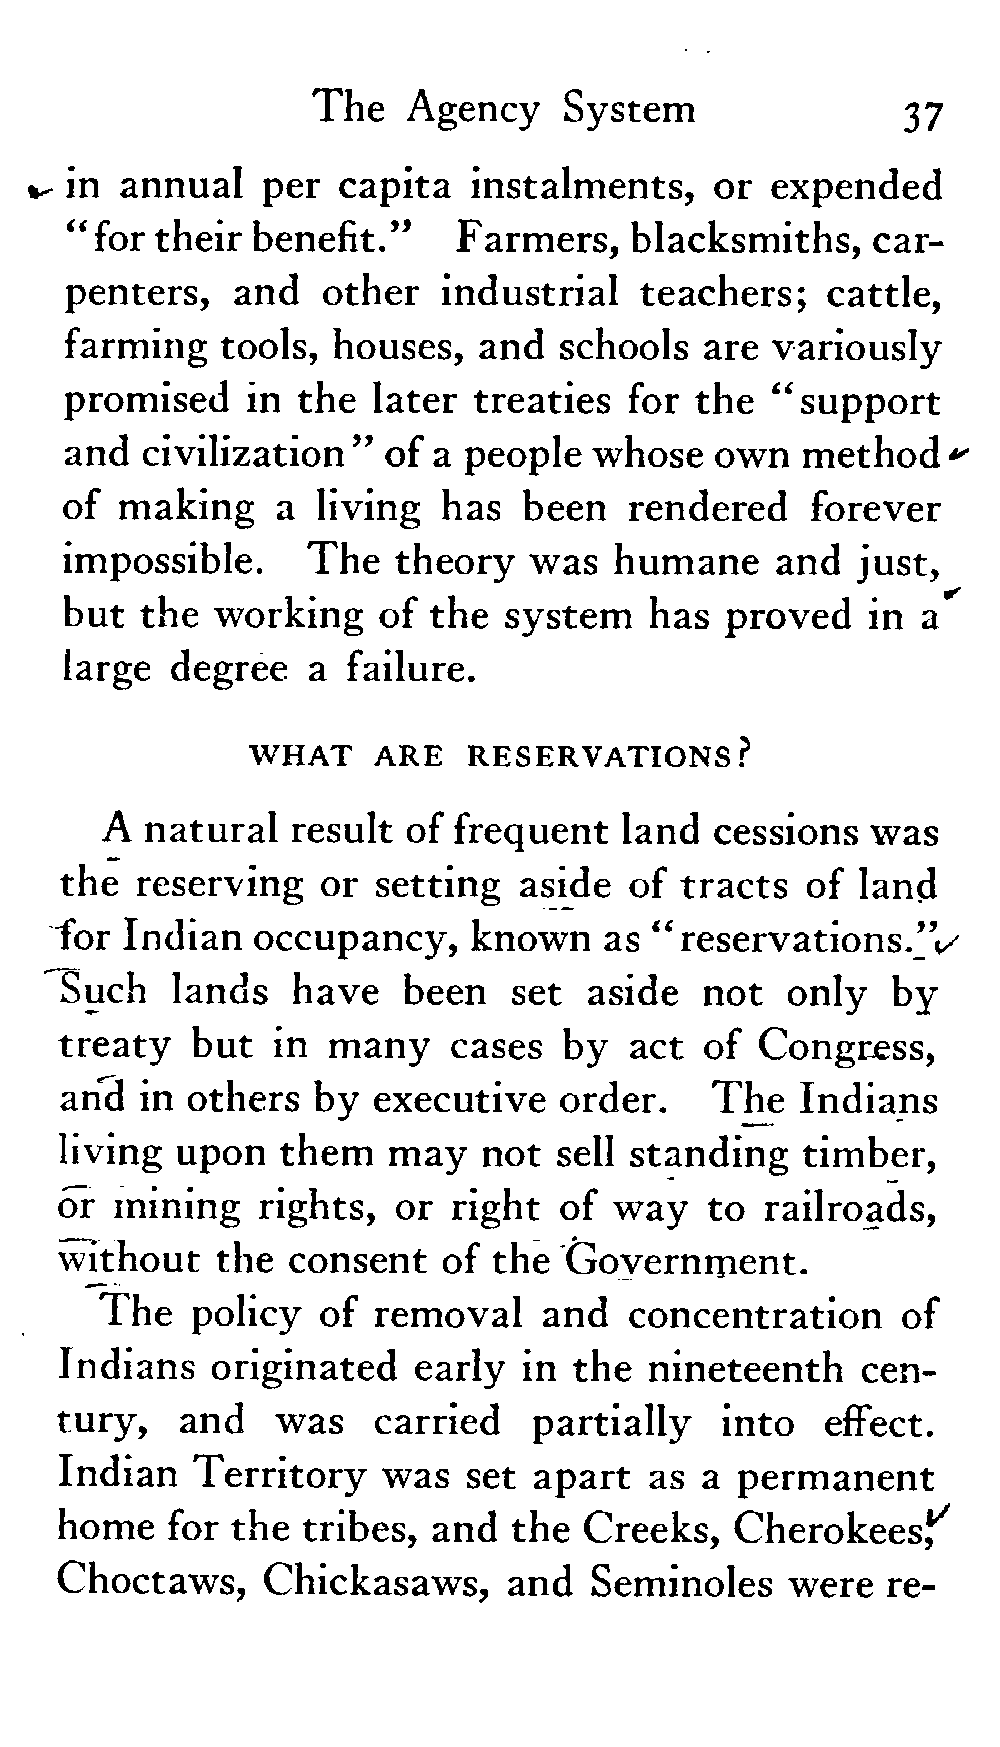 The Agency System 37
in annual per capita instalments, or expended
"for their benefit." Farmers, blacksmiths, car-
penters, and other industrial teachers; cattle,
farming tools, houses, and schools are variously
promised in the later treaties for the "support
and civilization" of a people whose own method
of making a living has been rendered forever
impossible. The theory was humane and just,
but the working of the system has proved in a
large degree a failure.
WHAT ARE RESERVATIONS?
A natural result of frequent land cessions was
the reserving or setting aside of tracts of land
for Indian occupancy, known as "reservations."
Such lands have been set aside not only by
treaty but in many cases by act of Congress,
and in others by executive order. The Indians
living upon them may not sell standing timber,
or mining rights, or right of way to railroads,
without the consent of the Government.
The policy of removal and concentration of
Indians originated early in the nineteenth cen-
tury, and was carried partially into effect.
Indian Territory was set apart as a permanent
home for the tribes, and the Creeks, Cherokees,
Choctaws, Chickasaws, and Seminoles were re-